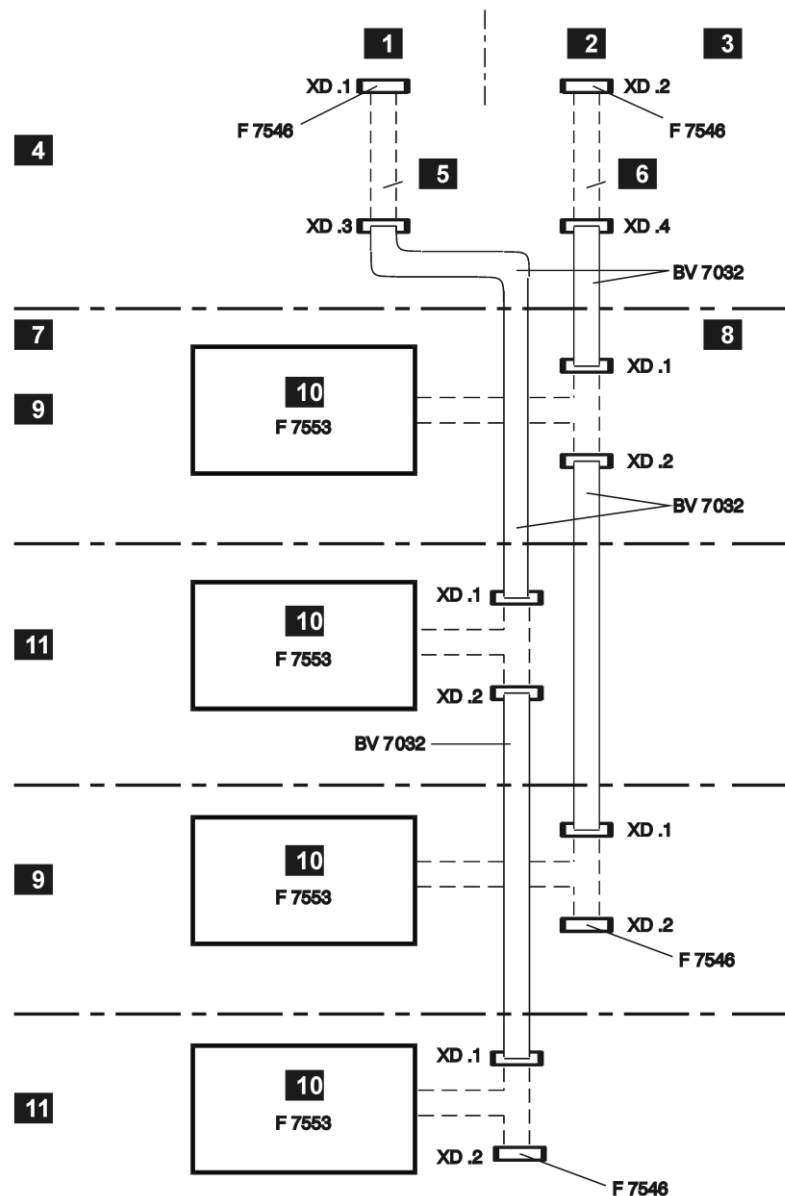 1 2 3
XD .1 XD .2
F 7546 F 7546
4
5 6
XD .3 XD .4
BV 7032
7 8
XD .1
10
9
F 7553
XD .2
BV 7032
XD .1
10
11
F 7553
XD .2
BV 7032
XD .1
10
9
F 7553
XD .2
F 7546
XD .1
10
11
F 7553
XD .2
F 7546